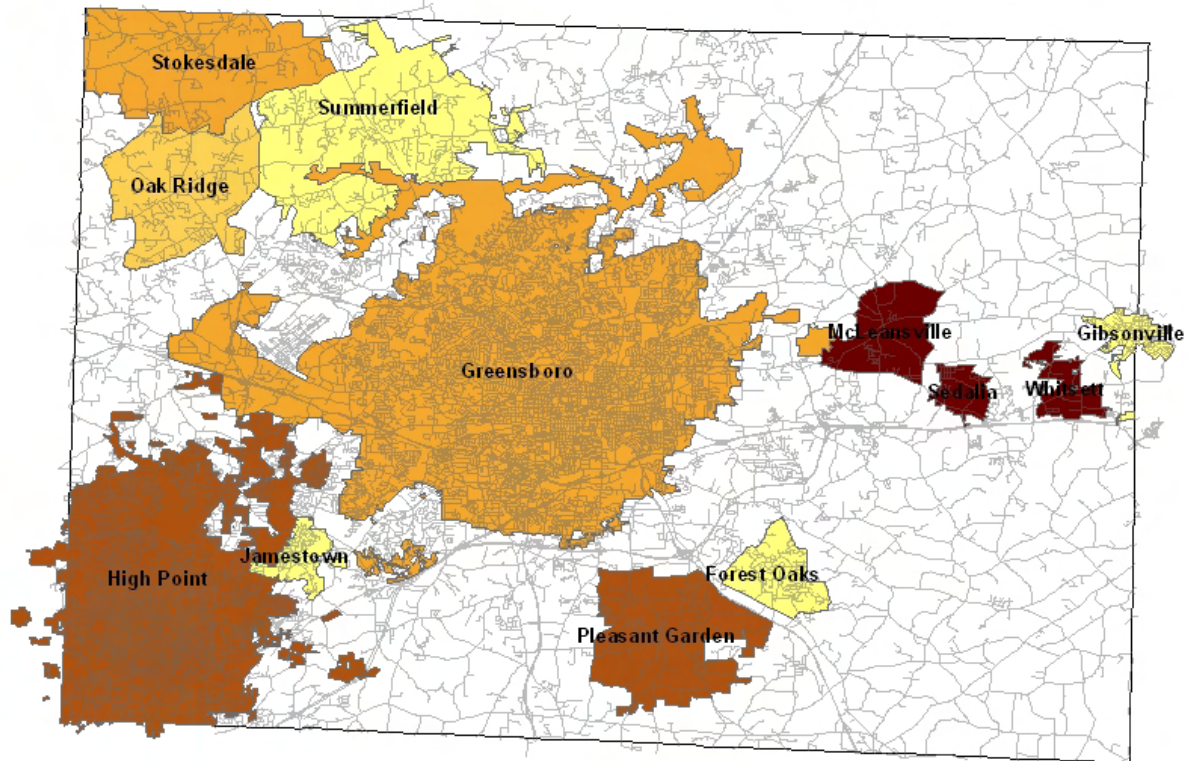 Stokesdale
Summerfield
Oak Ridge
McLeansville
Gibsonville
Greensboro
Sedalia
Whitsett
Jamestown
High Point
Forest Oaks
Pleasant Garden